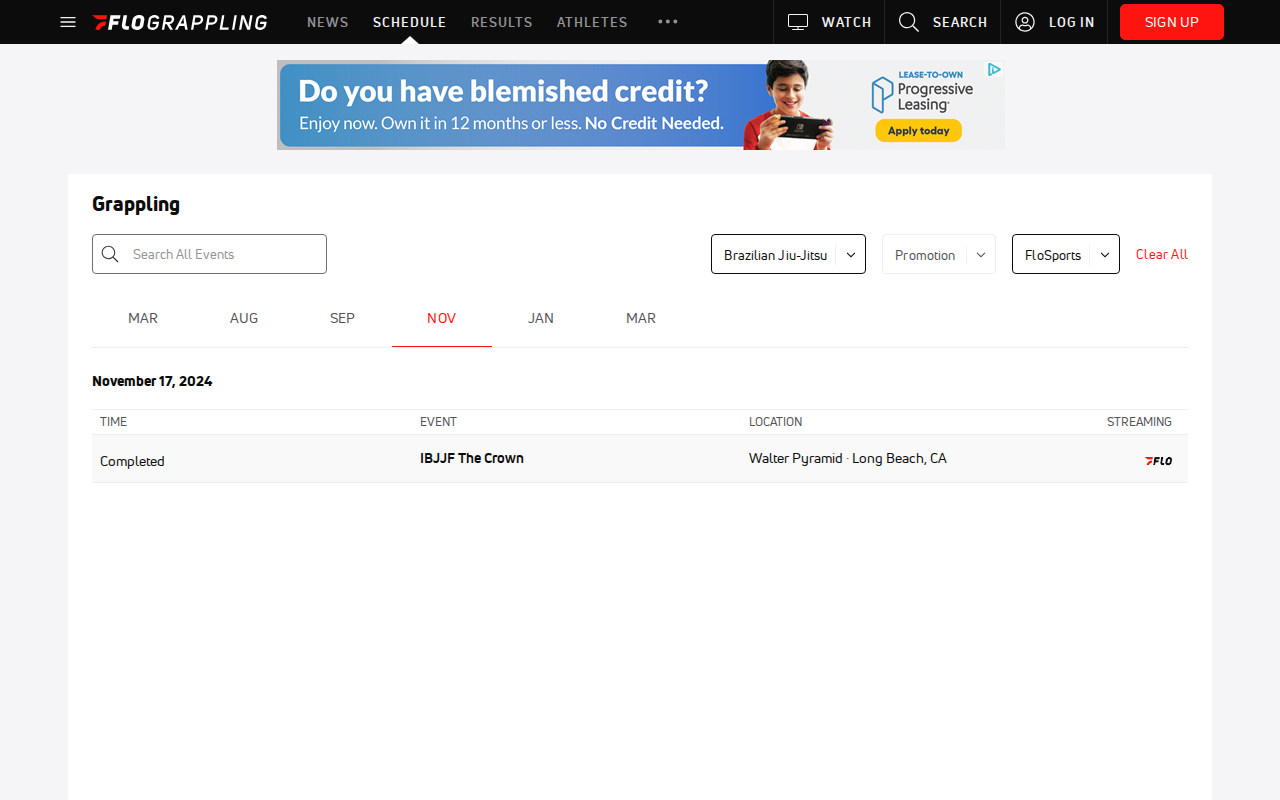 FLOGRAPPLING NEWS SCHEDULE RESULTS ATHLETES ••• WATCH SEARCH LOG IN SIGN UP
Do you have blemished credit?
Enjoy now. Own it in 12 months or less. No Credit Needed.
LEASE-TO-OWN
Progressive
Leasing
Apply today
Grappling
Search All Events Brazilian Jiu-Jitsu Promotion FloSports Clear All
MAR AUG SEP NOV JAN MAR
November 17, 2024
TIME EVENT LOCATION STREAMING
Completed IBJJF The Crown Walter Pyramid · Long Beach, CA FLO